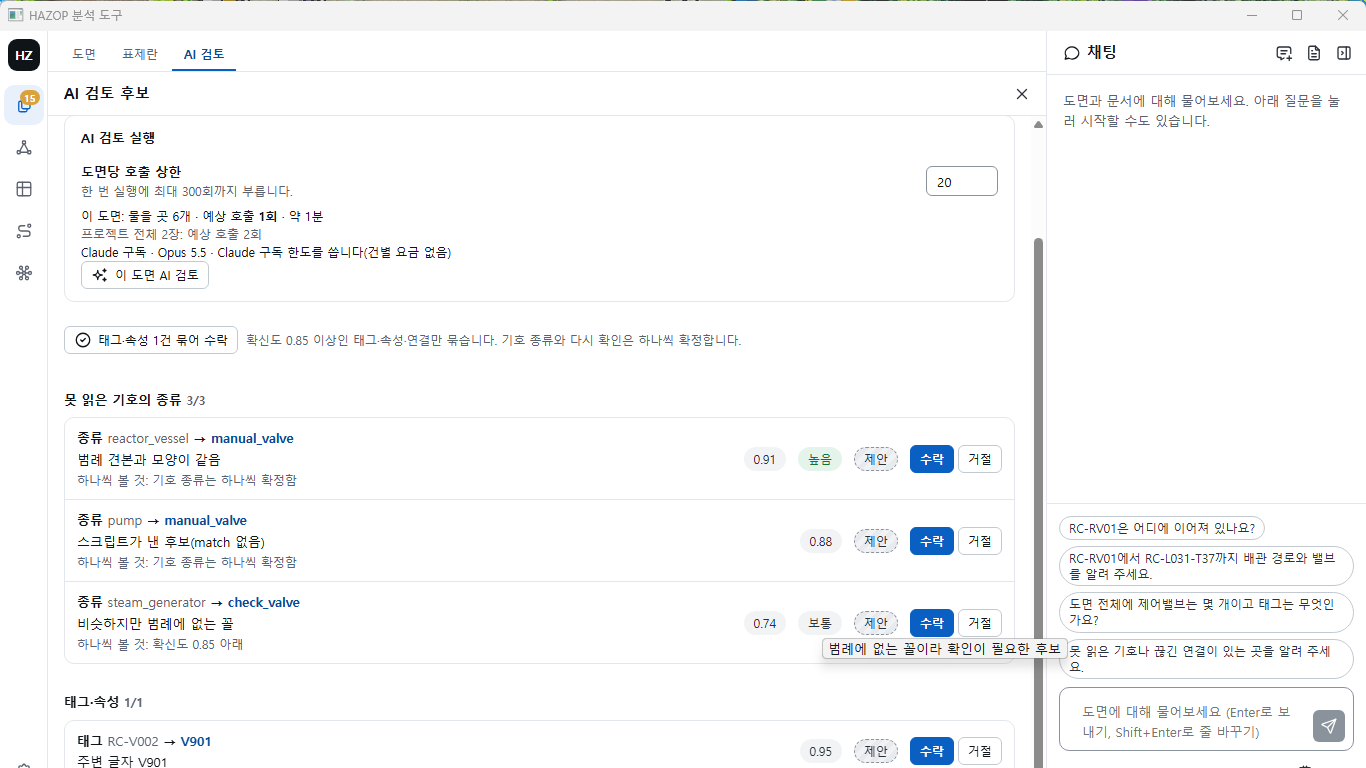 HAZOP 분석 도구
HZ
15
도면
표제란
AI 검토
AI 검토 후보
AI 검토 실행
도면당 호출 상한
한 번 실행에 최대 300회까지 부릅니다.
20
이 도면: 물을 곳 6개 · 예상 호출 1회 · 약 1분
프로젝트 전체 2장: 예상 호출 2회
Claude 구독 · Opus 5.5 · Claude 구독 한도를 씁니다(건별 요금 없음)
이 도면 AI 검토
태그·속성 1건 묶어 수락
확신도 0.85 이상인 태그·속성·연결만 묶습니다. 기호 종류와 다시 확인은 하나씩 확정합니다.
못 읽은 기호의 종류 3/3
종류 reactor_vessel → manual_valve
범례 견본과 모양이 같음
하나씩 볼 것: 기호 종류는 하나씩 확정함
0.91 높음 제안 수락 거절
종류 pump → manual_valve
스크립트가 낸 후보(match 없음)
하나씩 볼 것: 기호 종류는 하나씩 확정함
0.88 제안 수락 거절
종류 steam_generator → check_valve
비슷하지만 범례에 없는 꼴
하나씩 볼 것: 확신도 0.85 아래
0.74 보통 제안 수락 거절
범례에 없는 꼴이라 확인이 필요한 후보
태그·속성 1/1
태그 RC-V002 → V901
주변 글자 V901
0.95 제안 수락 거절
채팅
도면과 문서에 대해 물어보세요. 아래 질문을 눌
러 시작할 수도 있습니다.
RC-RV01은 어디에 이어져 있나요?
RC-RV01에서 RC-L031-T37까지 배관 경로와 밸브
를 알려 주세요.
도면 전체에 제어밸브는 몇 개이고 태그는 무엇인
가요?
못 읽은 기호나 끊긴 연결이 있는 곳을 알려 주세
요.
도면에 대해 물어보세요 (Enter로 보
내기, Shift+Enter로 줄 바꾸기)